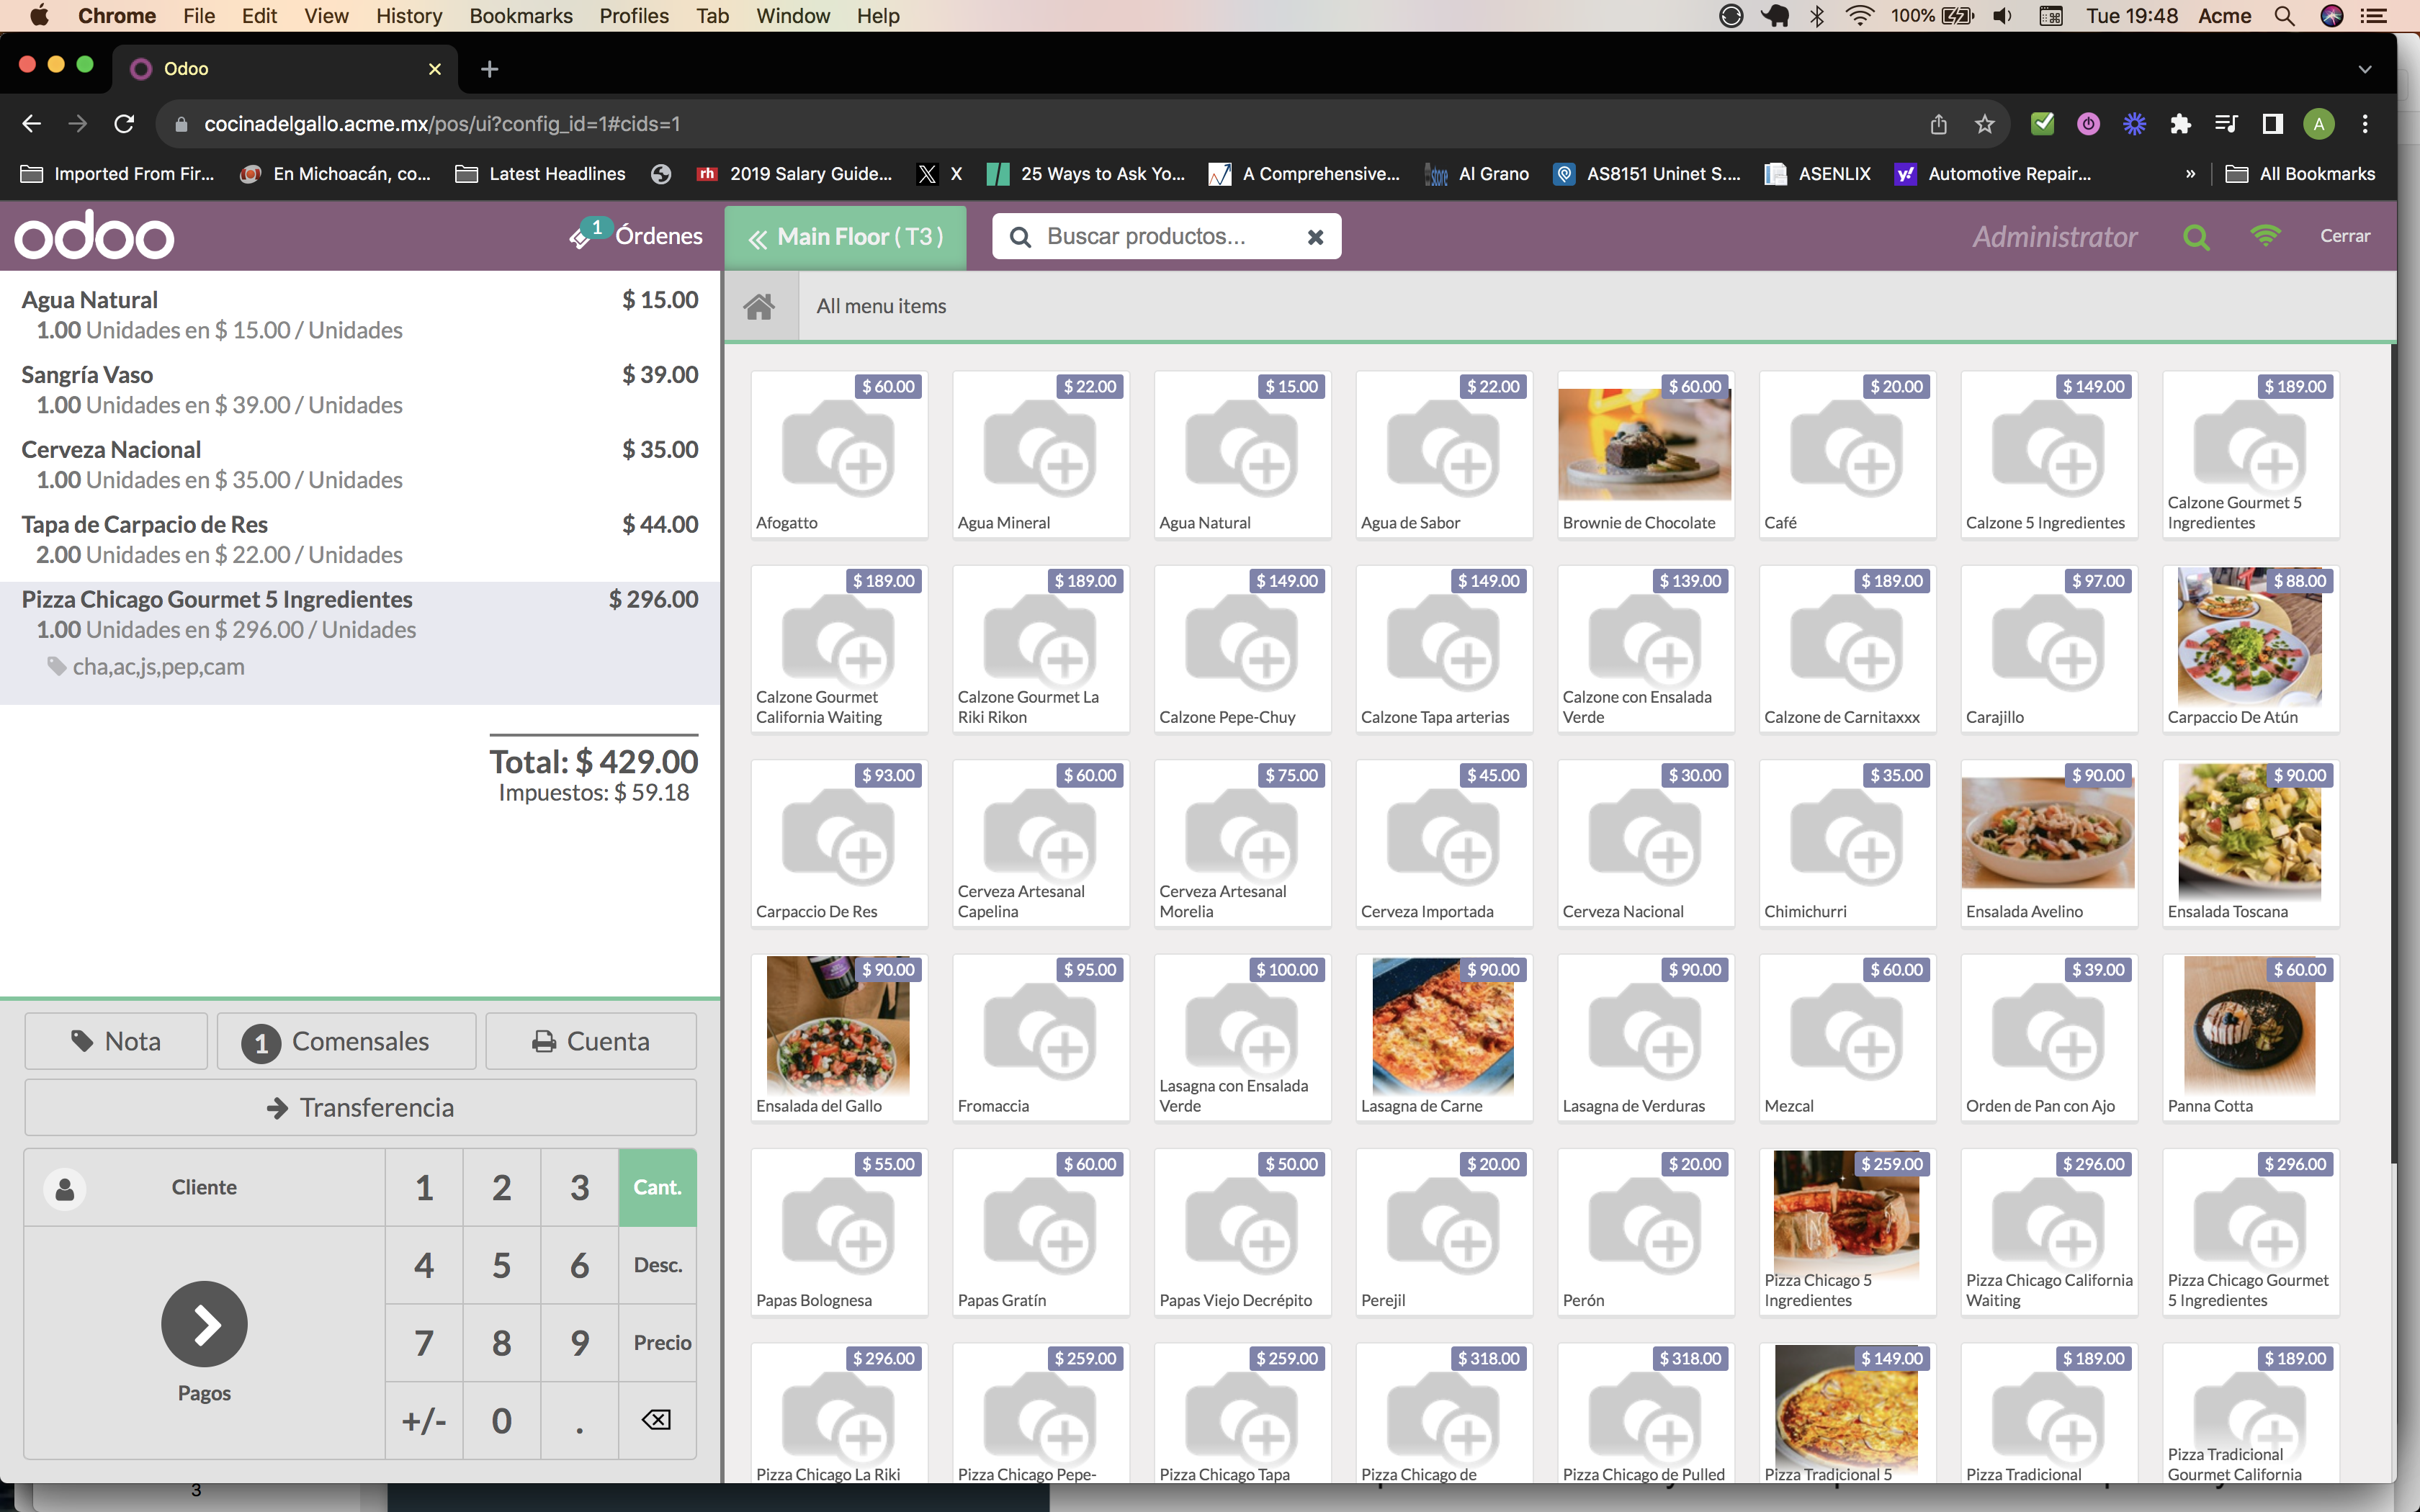 Chrome File Edit View History Bookmarks Profiles Tab Window Help 100% Tue 19:48 Acme
Odoo
cocinadelgallo.acme.mx/pos/ui?config_id=1#cids=1
A
Imported From Fir... En Michoacán, co... Latest Headlines rh 2019 Salary Guide... X 25 Ways to Ask Yo... A Comprehensive... store Al Grano AS8151 Uninet S.... ASENLIX y! Automotive Repair... » All Bookmarks
odoo
1 Órdenes
Main Floor ( T3 )
Buscar productos...
Administrator
Cerrar
Agua Natural $ 15.00
1.00 Unidades en $ 15.00 / Unidades
Sangría Vaso $ 39.00
1.00 Unidades en $ 39.00 / Unidades
Cerveza Nacional $ 35.00
1.00 Unidades en $ 35.00 / Unidades
Tapa de Carpacio de Res $ 44.00
2.00 Unidades en $ 22.00 / Unidades
Pizza Chicago Gourmet 5 Ingredientes $ 296.00
1.00 Unidades en $ 296.00 / Unidades
cha,ac,js,pep,cam
Total: $ 429.00
Impuestos: $ 59.18
Nota
1 Comensales
Cuenta
Transferencia
Cliente
1 2 3 Cant.
4 5 6 Desc.
7 8 9 Precio
+/- 0 .
Pagos
3
All menu items
$ 60.00
Afogatto
$ 22.00
Agua Mineral
$ 15.00
Agua Natural
$ 22.00
Agua de Sabor
$ 60.00
Brownie de Chocolate
$ 20.00
Café
$ 149.00
Calzone 5 Ingredientes
$ 189.00
Calzone Gourmet 5
Ingredientes
$ 189.00
Calzone Gourmet
California Waiting
$ 189.00
Calzone Gourmet La
Riki Rikon
$ 149.00
Calzone Pepe-Chuy
$ 149.00
Calzone Tapa arterias
$ 139.00
Calzone con Ensalada
Verde
$ 189.00
Calzone de Carnitaxxx
$ 97.00
Carajillo
$ 88.00
Carpaccio De Atún
$ 93.00
Carpaccio De Res
$ 60.00
Cerveza Artesanal
Capelina
$ 75.00
Cerveza Artesanal
Morelia
$ 45.00
Cerveza Importada
$ 30.00
Cerveza Nacional
$ 35.00
Chimichurri
$ 90.00
Ensalada Avelino
$ 90.00
Ensalada Toscana
$ 90.00
Ensalada del Gallo
$ 95.00
Fromaccia
$ 100.00
Lasagna con Ensalada
Verde
$ 90.00
Lasagna de Carne
$ 90.00
Lasagna de Verduras
$ 60.00
Mezcal
$ 39.00
Orden de Pan con Ajo
$ 60.00
Panna Cotta
$ 55.00
Papas Bolognesa
$ 60.00
Papas Gratín
$ 50.00
Papas Viejo Decrépito
$ 20.00
Perejil
$ 20.00
Perón
$ 259.00
Pizza Chicago 5
Ingredientes
$ 296.00
Pizza Chicago California
Waiting
$ 296.00
Pizza Chicago Gourmet
5 Ingredientes
$ 296.00
Pizza Chicago La Riki
$ 259.00
Pizza Chicago Pepe-
$ 259.00
Pizza Chicago Tapa
$ 318.00
Pizza Chicago de
$ 318.00
Pizza Chicago de Pulled
$ 149.00
Pizza Tradicional 5
$ 189.00
Pizza Tradicional
$ 189.00
Pizza Tradicional
Gourmet California